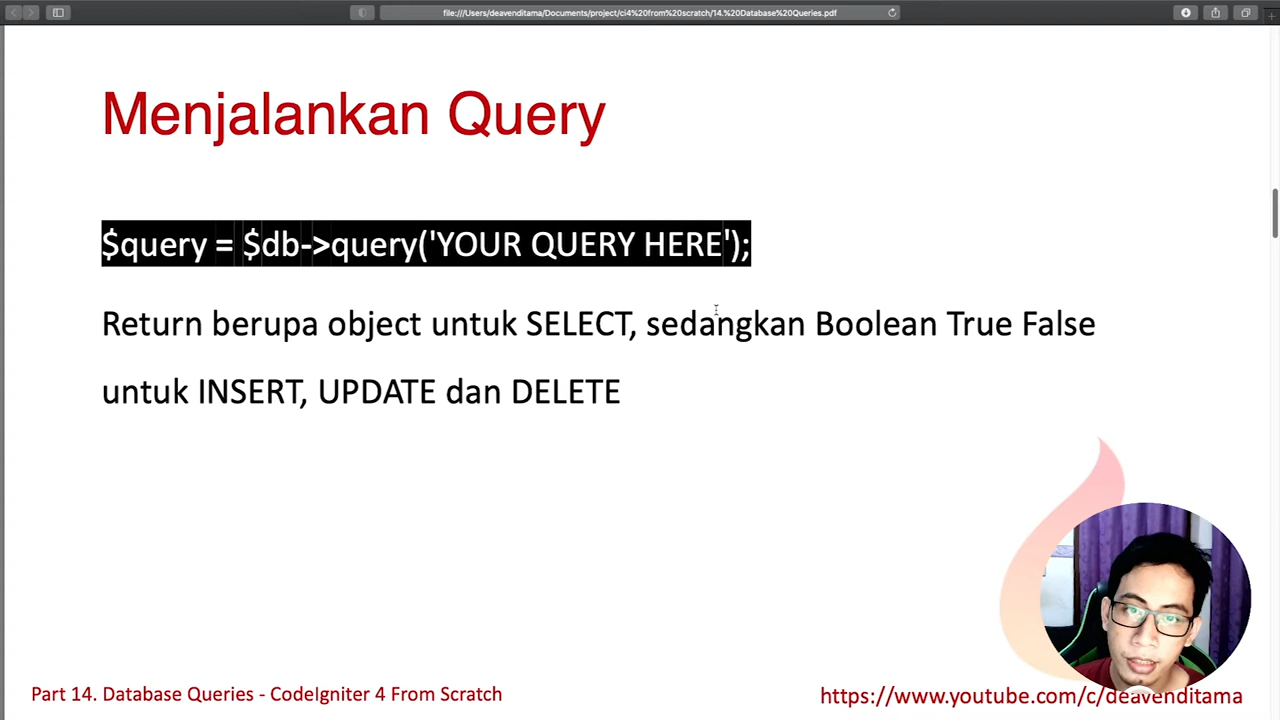 file:///Users/deavenditama/Documents/project/ci4%20from%20scratch/14.%20Database%20Queries.pdf
Menjalankan Query
$query = $db->query('YOUR QUERY HERE');
Return berupa object untuk SELECT, sedangkan Boolean True False
untuk INSERT, UPDATE dan DELETE
Part 14. Database Queries - CodeIgniter 4 From Scratch
https://www.youtube.com/c/deavenditama